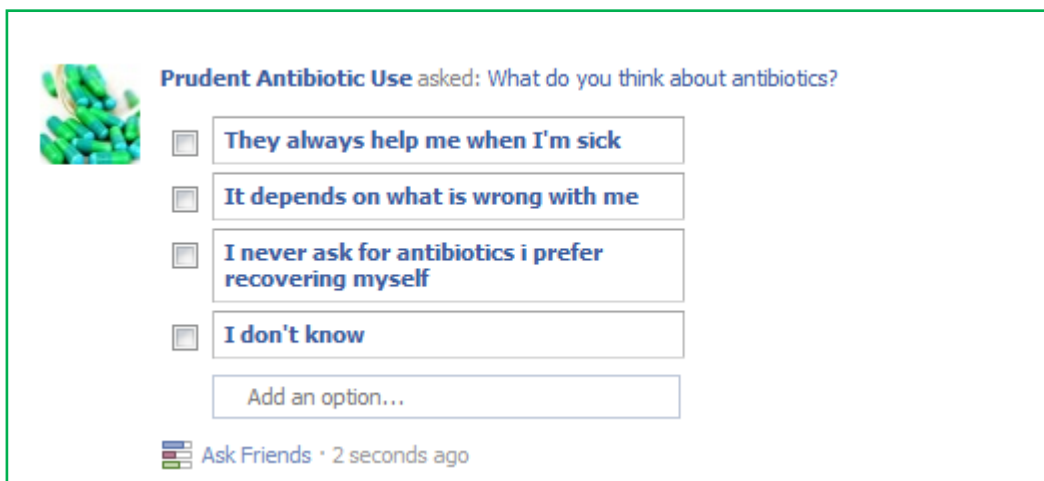 Prudent Antibiotic Use asked: What do you think about antibiotics?
They always help me when I'm sick
It depends on what is wrong with me
I never ask for antibiotics i prefer
recovering myself
I don't know
Add an option...
Ask Friends · 2 seconds ago